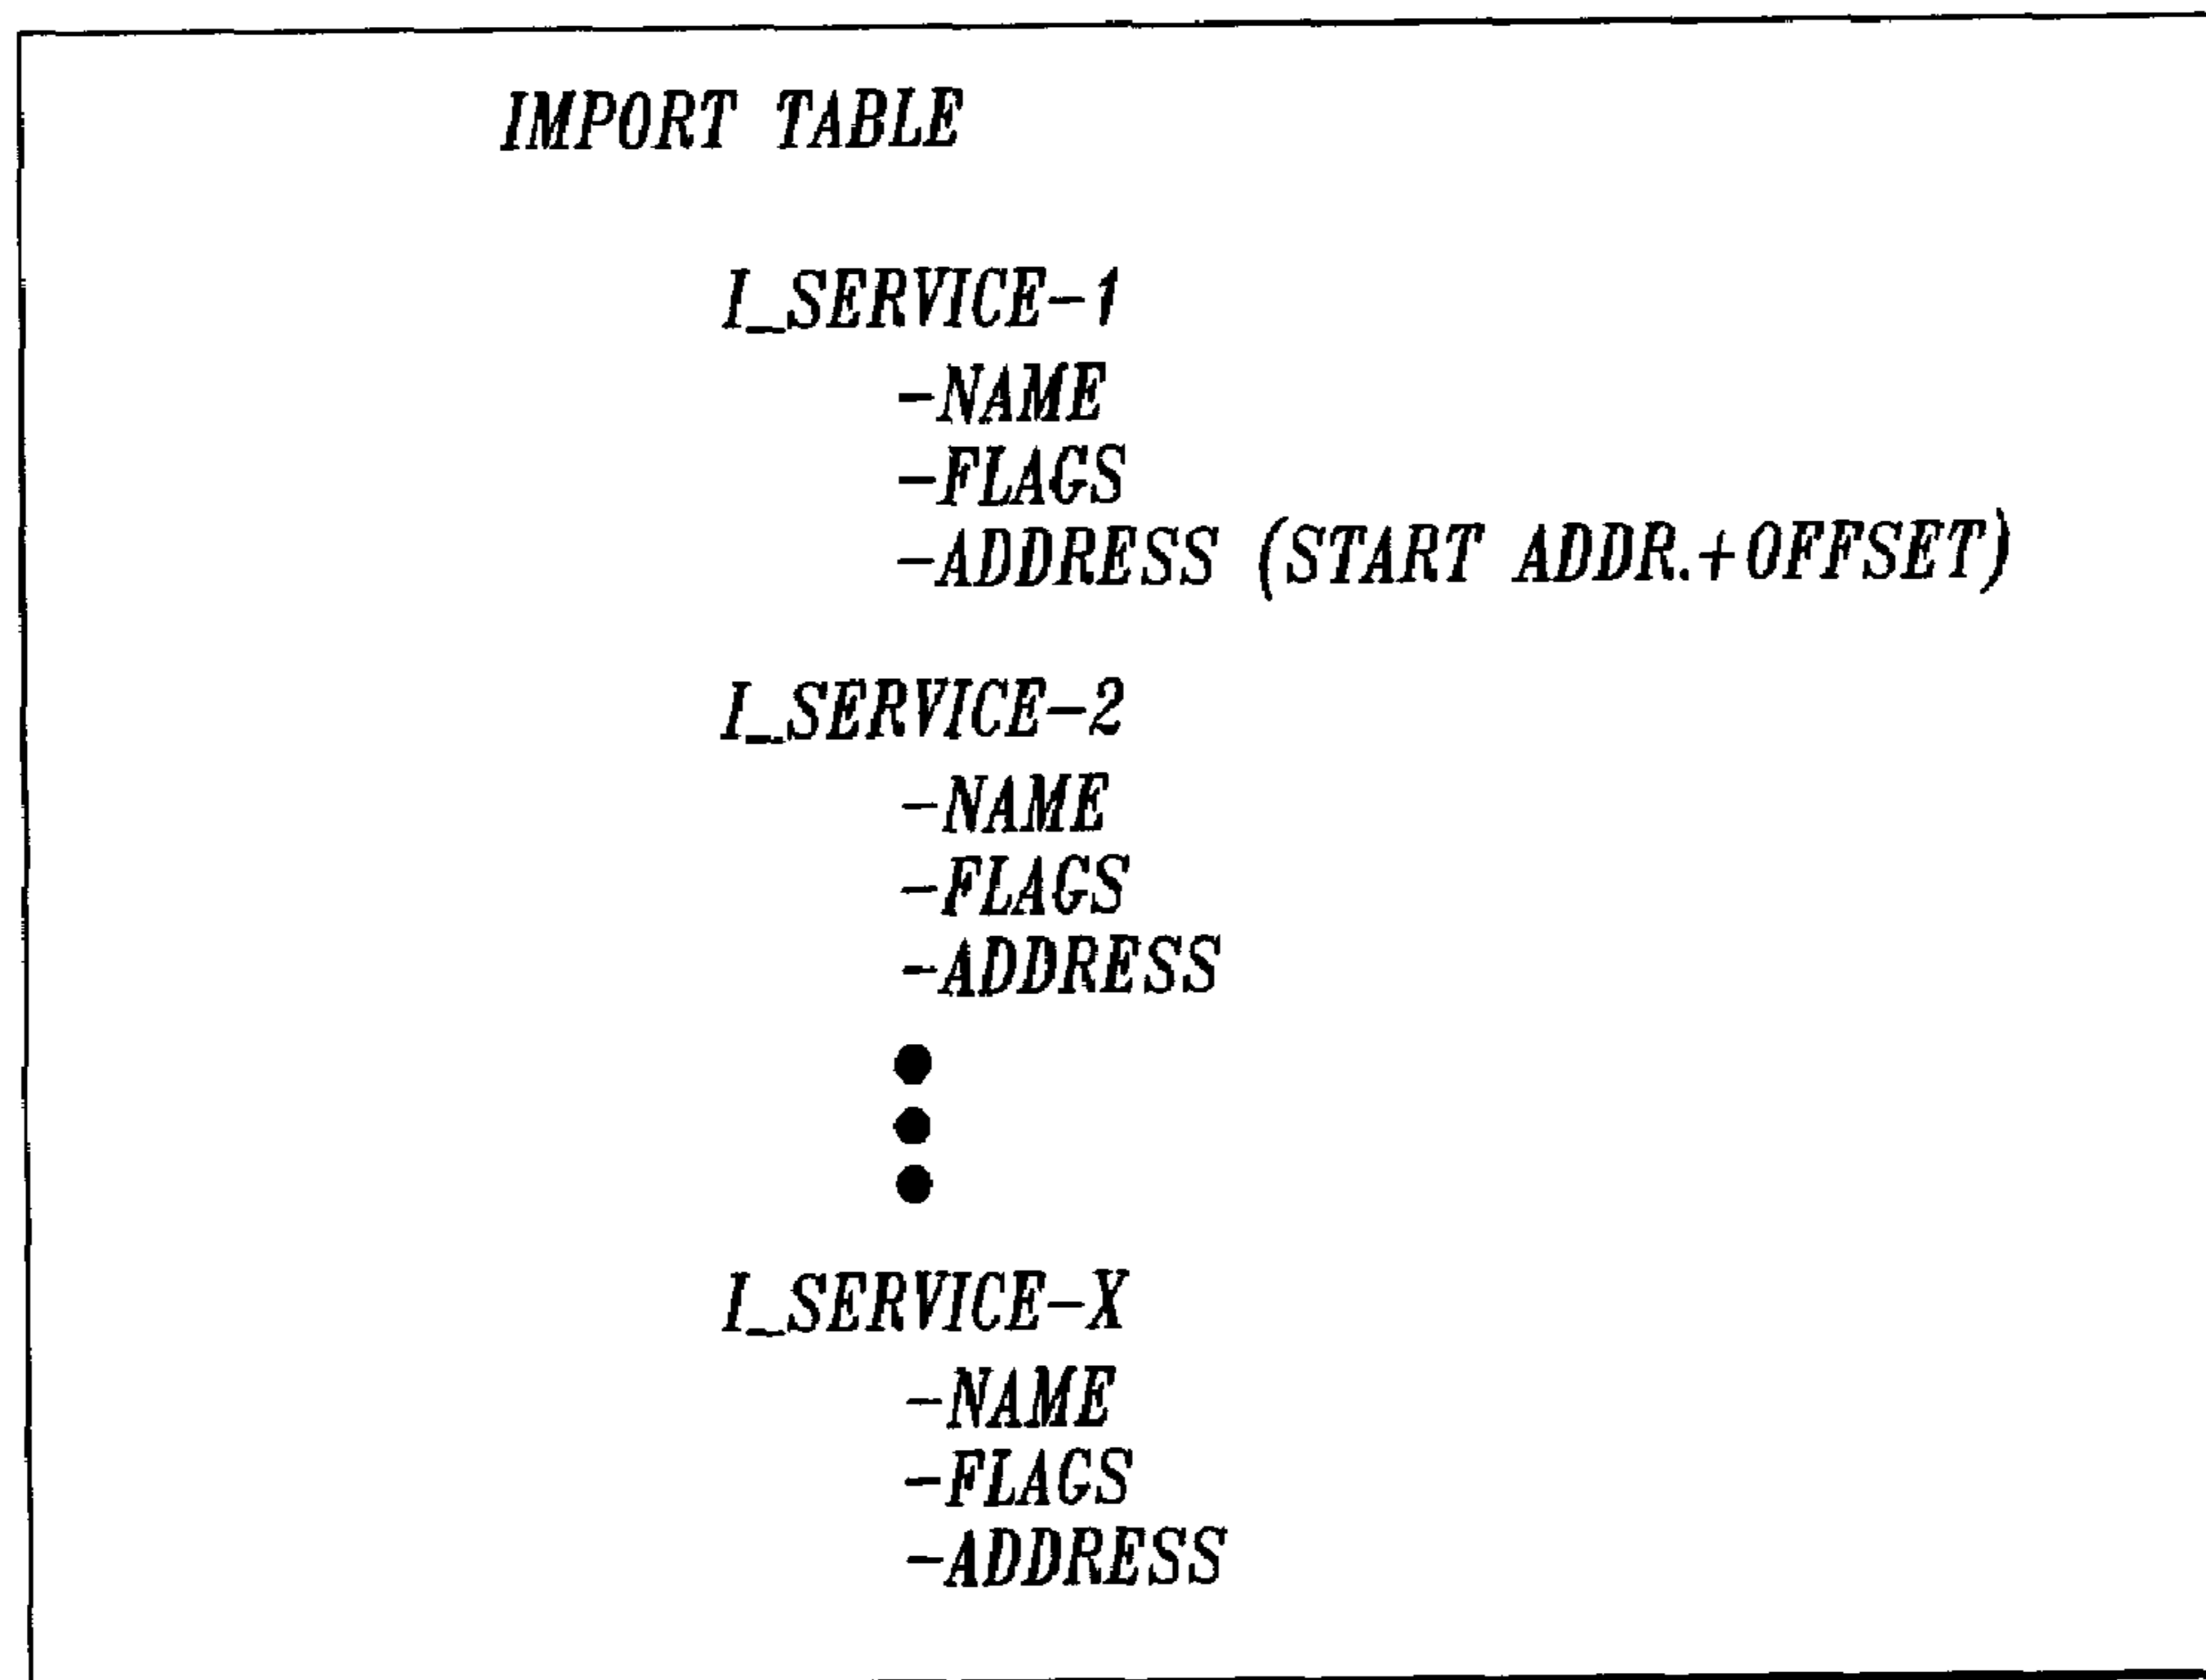 IMPORT TABLE
I_SERVICE-1
-NAME
-FLAGS
-ADDRESS (START ADDR.+OFFSET)
I_SERVICE-2
-NAME
-FLAGS
-ADDRESS
I_SERVICE-X
-NAME
-FLAGS
-ADDRESS